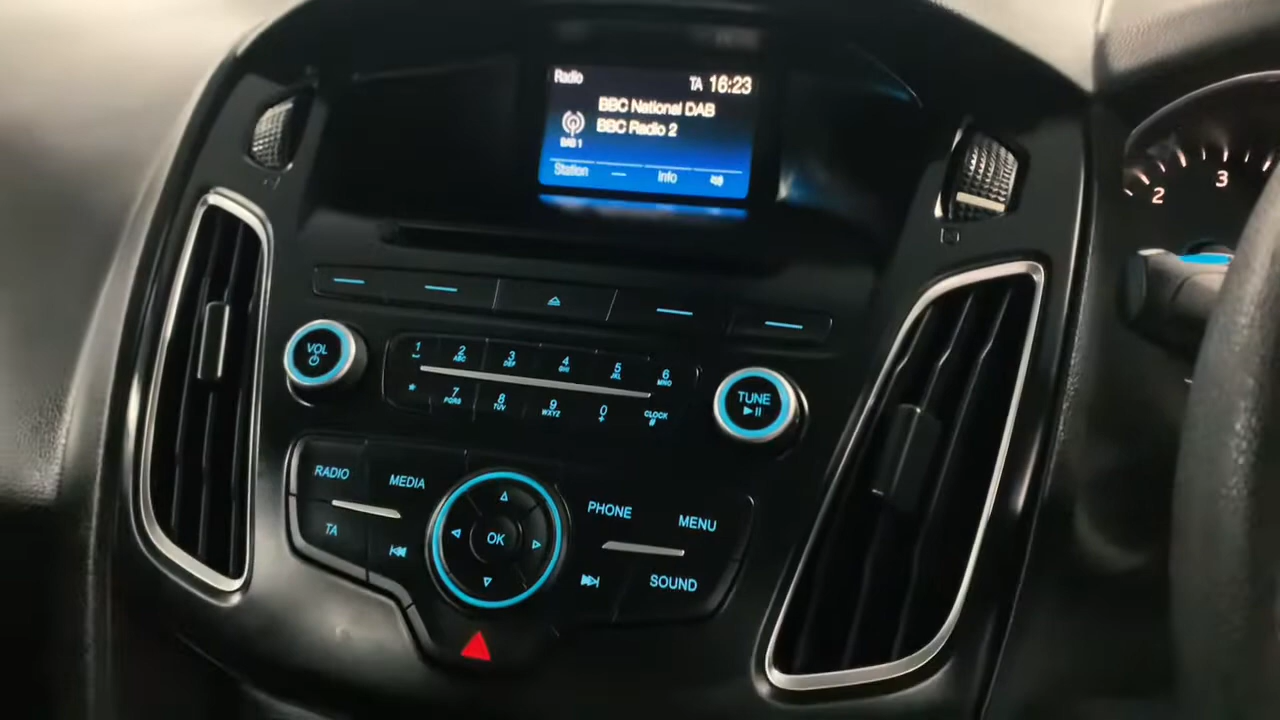 Radio TA 16:23
BBC National DAB
BBC Radio 2
DAB 1
Station Info
2 3
VOL
1 2 ABC 3 DEF 4 GHI 5 JKL 6 MNO
* 7 PQRS 8 TUV 9 WXYZ 0 + CLOCK #
TUNE
RADIO MEDIA PHONE MENU
TA OK SOUND